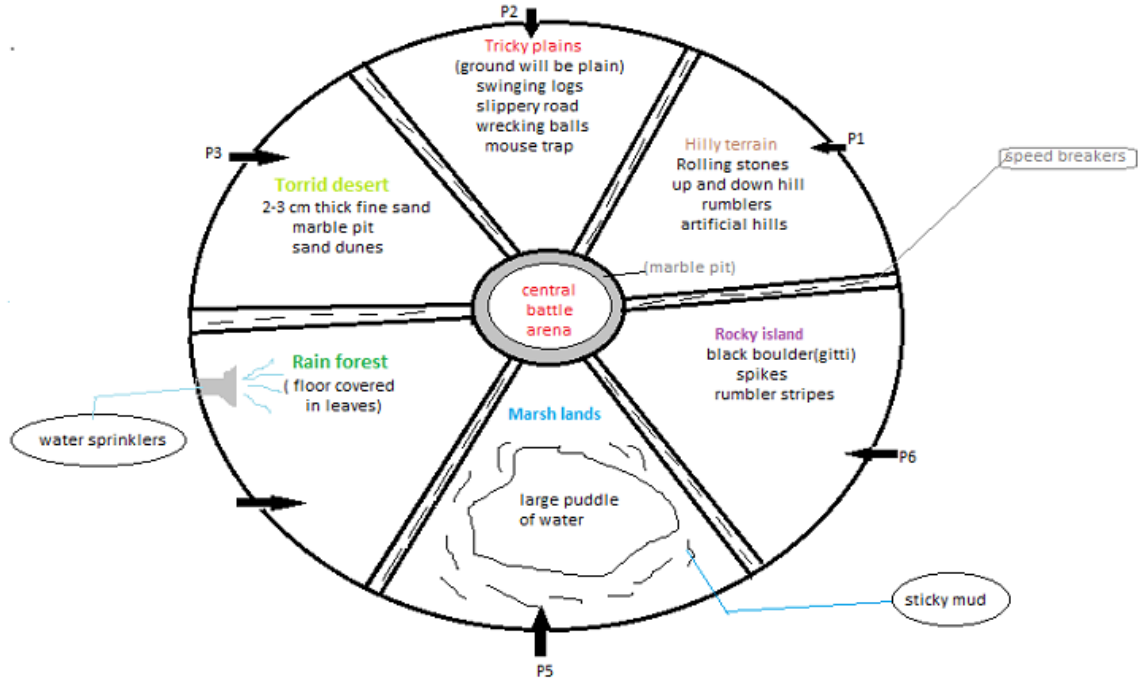 P2
Tricky plains
(ground will be plain)
swinging logs
slippery road
wrecking balls
mouse trap
P1
Hilly terrain
Rolling stones
up and down hill
rumblers
artificial hills
speed breakers
P3
Torrid desert
2-3 cm thick fine sand
marble pit
sand dunes
(marble pit)
central
battle
arena
Rocky island
black boulder(gitti)
spikes
rumbler stripes
P6
Rain forest
( floor covered
in leaves)
water sprinklers
Marsh lands
large puddle
of water
sticky mud
P5